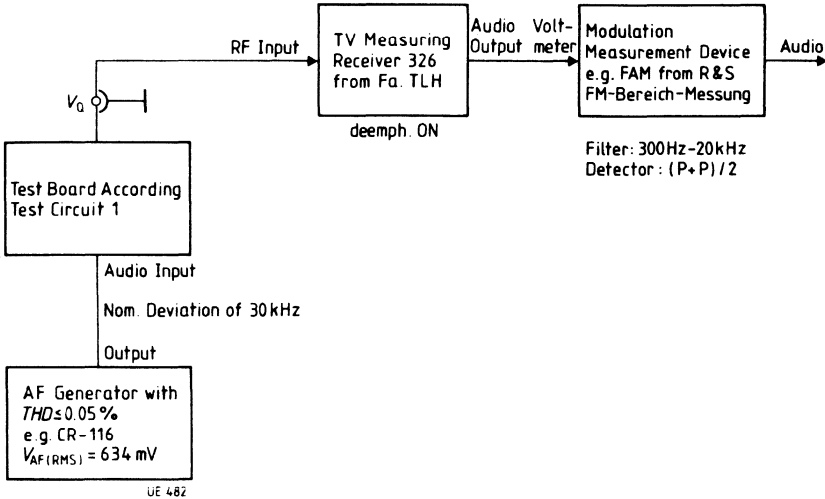 RF Input
TV Measuring
Receiver 326
from Fa. TLH
deemph. ON
Audio Volt-
Output meter
Modulation
Measurement Device
e.g. FAM from R&S
FM-Bereich-Messung
Audio
Filter: 300Hz-20kHz
Detector: (P+P)/2
VQ
Test Board According
Test Circuit 1
Audio Input
Nom. Deviation of 30kHz
Output
AF Generator with
THD≤0.05%
e.g. CR-116
VAF(RMS) = 634 mV
UE 482